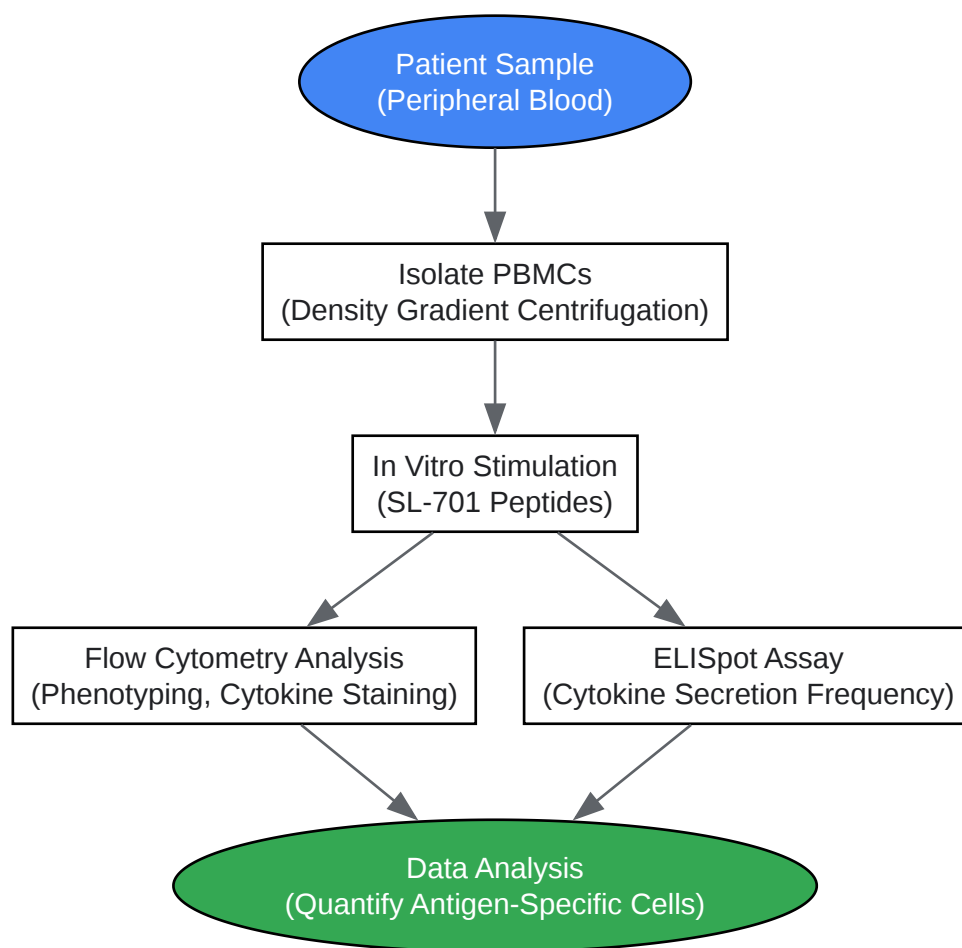 Patient Sample
(Peripheral Blood)
Isolate PBMCs
(Density Gradient Centrifugation)
In Vitro Stimulation
(SL-701 Peptides)
Flow Cytometry Analysis
(Phenotyping, Cytokine Staining)
ELISpot Assay
(Cytokine Secretion Frequency)
Data Analysis
(Quantify Antigen-Specific Cells)